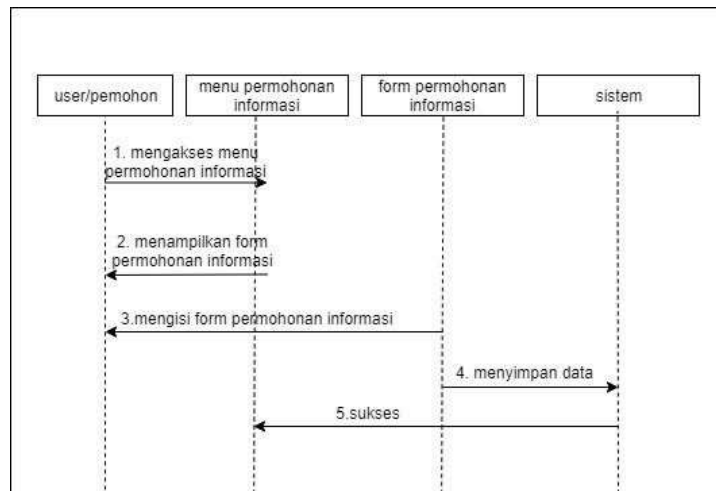 user/pemohon
menu permohonan
informasi
form permohonan
informasi
sistem
1. mengakses menu
permohonan informasi
2. menampilkan form
permohonan informasi
3.mengisi form permohonan informasi
4. menyimpan data
5.sukses